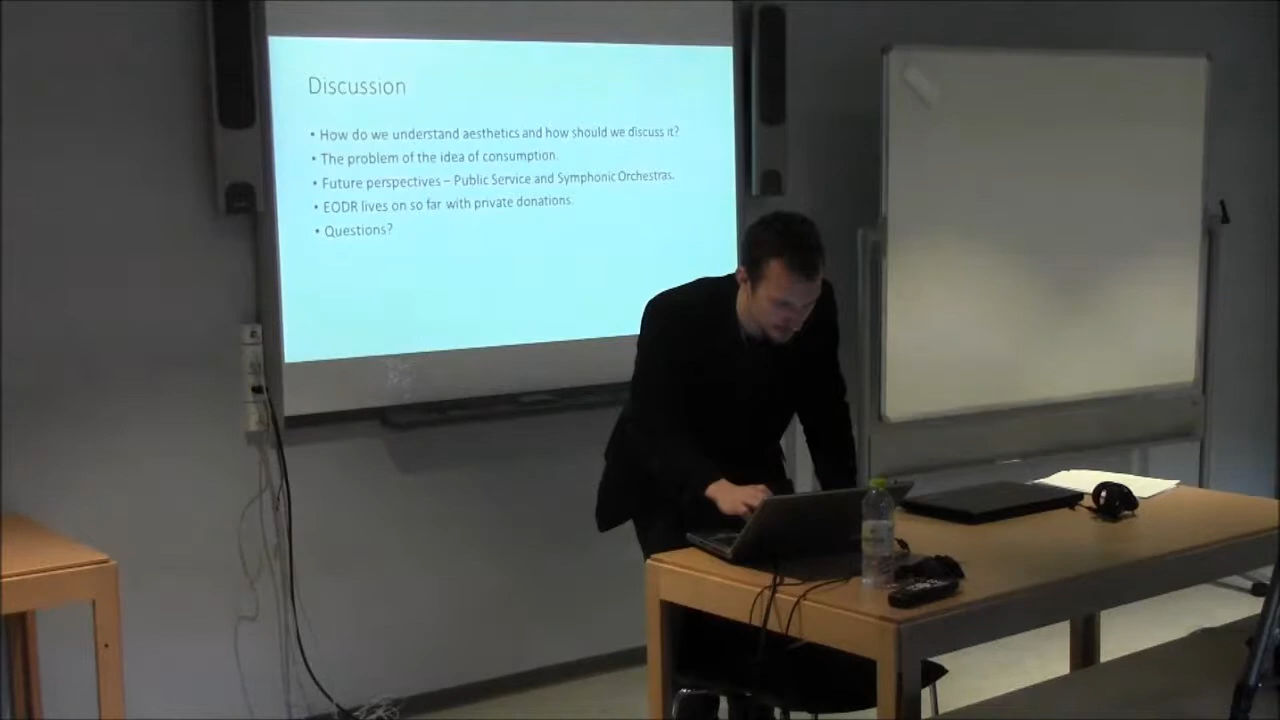 Discussion
• How do we understand aesthetics and how should we discuss it?
• The problem of the idea of consumption.
• Future perspectives – Public Service and Symphonic Orchestras.
• EODR lives on so far with private donations.
• Questions?